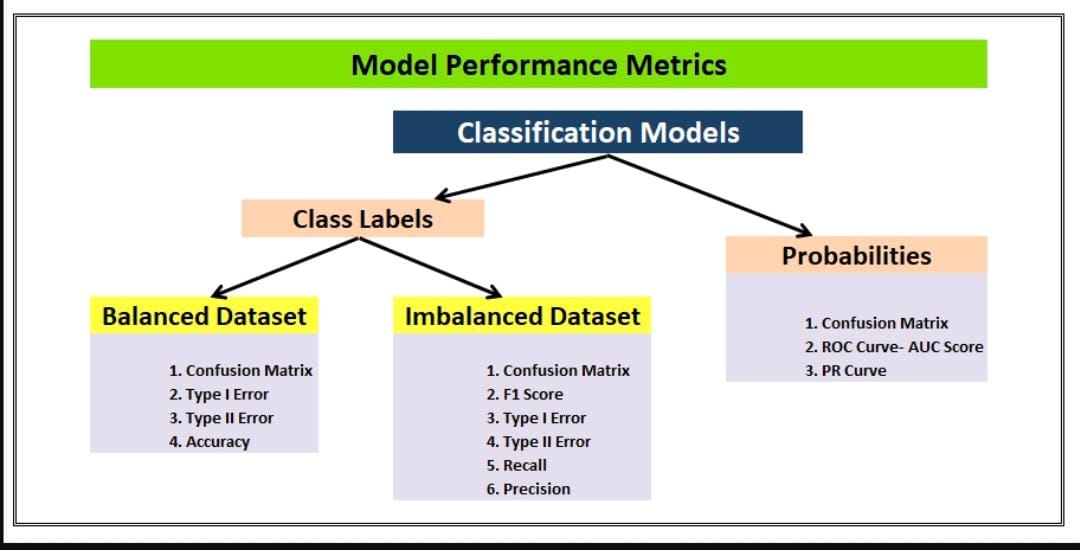 Model Performance Metrics
Classification Models
Class Labels
Probabilities
1. Confusion Matrix
2. ROC Curve- AUC Score
3. PR Curve
Balanced Dataset
1. Confusion Matrix
2. Type I Error
3. Type II Error
4. Accuracy
Imbalanced Dataset
1. Confusion Matrix
2. F1 Score
3. Type I Error
4. Type II Error
5. Recall
6. Precision